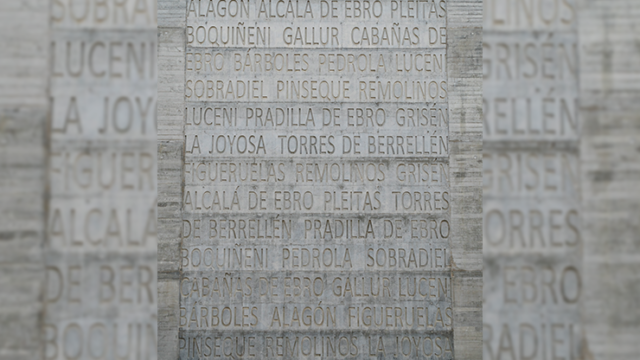 ALAGÓN ALCALÁ DE EBRO PLEITAS
BOQUIÑENI GALLUR CABAÑAS DE
EBRO BÁRBOLES PEDROLA LUCENI
SOBRADIEL PINSEQUE REMOLINOS
LUCENI PRADILLA DE EBRO GRISÉN
LA JOYOSA TORRES DE BERRELLÉN
FIGUERUELAS REMOLINOS GRISÉN
ALCALÁ DE EBRO PLEITAS TORRES
DE BERRELLÉN PRADILLA DE EBRO
BOQUIÑENI PEDROLA SOBRADIEL
CABAÑAS DE EBRO GALLUR LUCENI
BÁRBOLES ALAGÓN FIGUERUELAS
PINSEQUE REMOLINOS LA JOYOSA